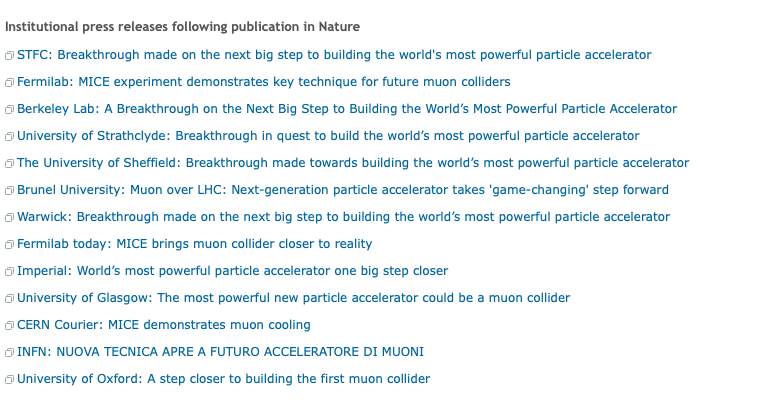 Institutional press releases following publication in Nature
STFC: Breakthrough made on the next big step to building the world's most powerful particle accelerator
Fermilab: MICE experiment demonstrates key technique for future muon colliders
Berkeley Lab: A Breakthrough on the Next Big Step to Building the World’s Most Powerful Particle Accelerator
University of Strathclyde: Breakthrough in quest to build the world’s most powerful particle accelerator
The University of Sheffield: Breakthrough made towards building the world’s most powerful particle accelerator
Brunel University: Muon over LHC: Next-generation particle accelerator takes 'game-changing' step forward
Warwick: Breakthrough made on the next big step to building the world’s most powerful particle accelerator
Fermilab today: MICE brings muon collider closer to reality
Imperial: World’s most powerful particle accelerator one big step closer
University of Glasgow: The most powerful new particle accelerator could be a muon collider
CERN Courier: MICE demonstrates muon cooling
INFN: NUOVA TECNICA APRE A FUTURO ACCELERATORE DI MUONI
University of Oxford: A step closer to building the first muon collider